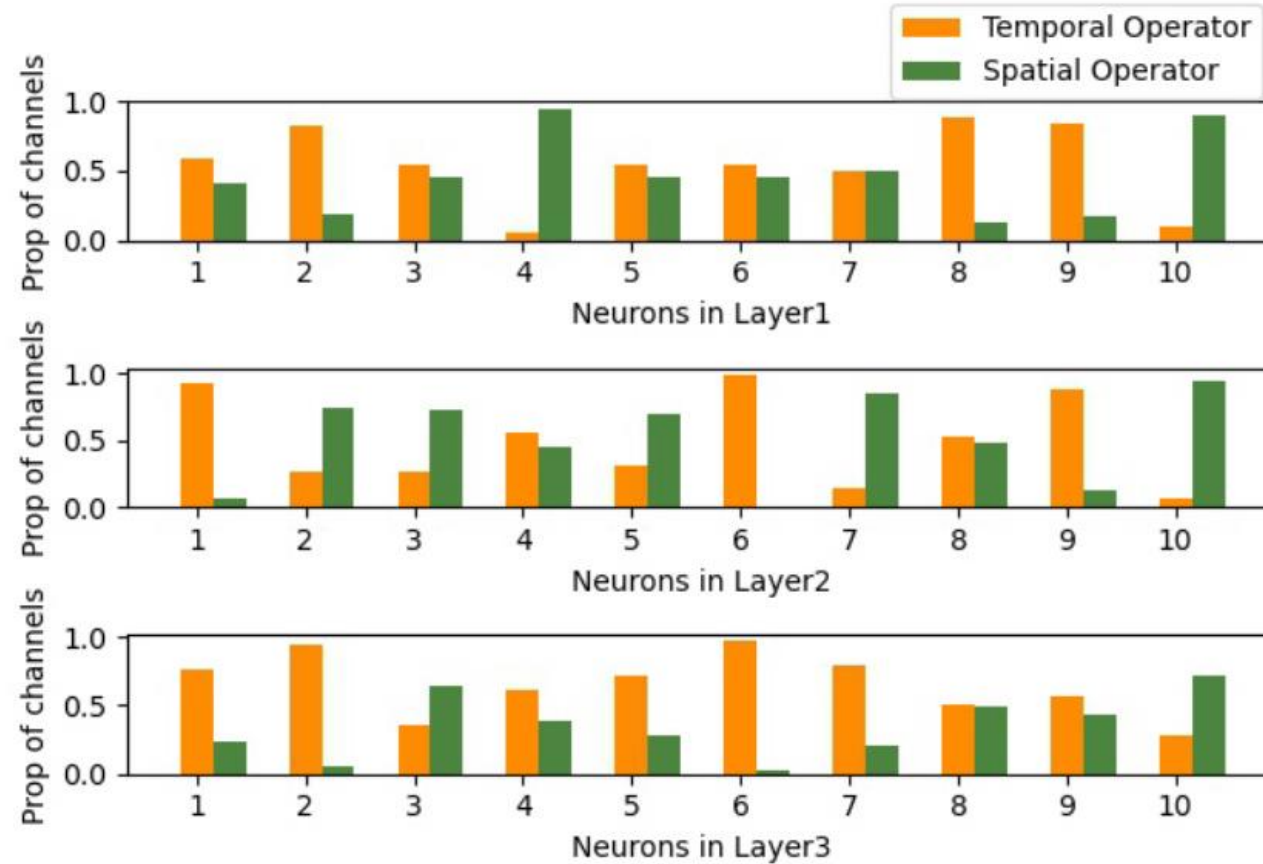 Temporal Operator
Spatial Operator
Prop of channels
1.0
0.5
0.0
1 2 3 4 5 6 7 8 9 10
Neurons in Layer1
Prop of channels
1.0
0.5
0.0
1 2 3 4 5 6 7 8 9 10
Neurons in Layer2
Prop of channels
1.0
0.5
0.0
1 2 3 4 5 6 7 8 9 10
Neurons in Layer3